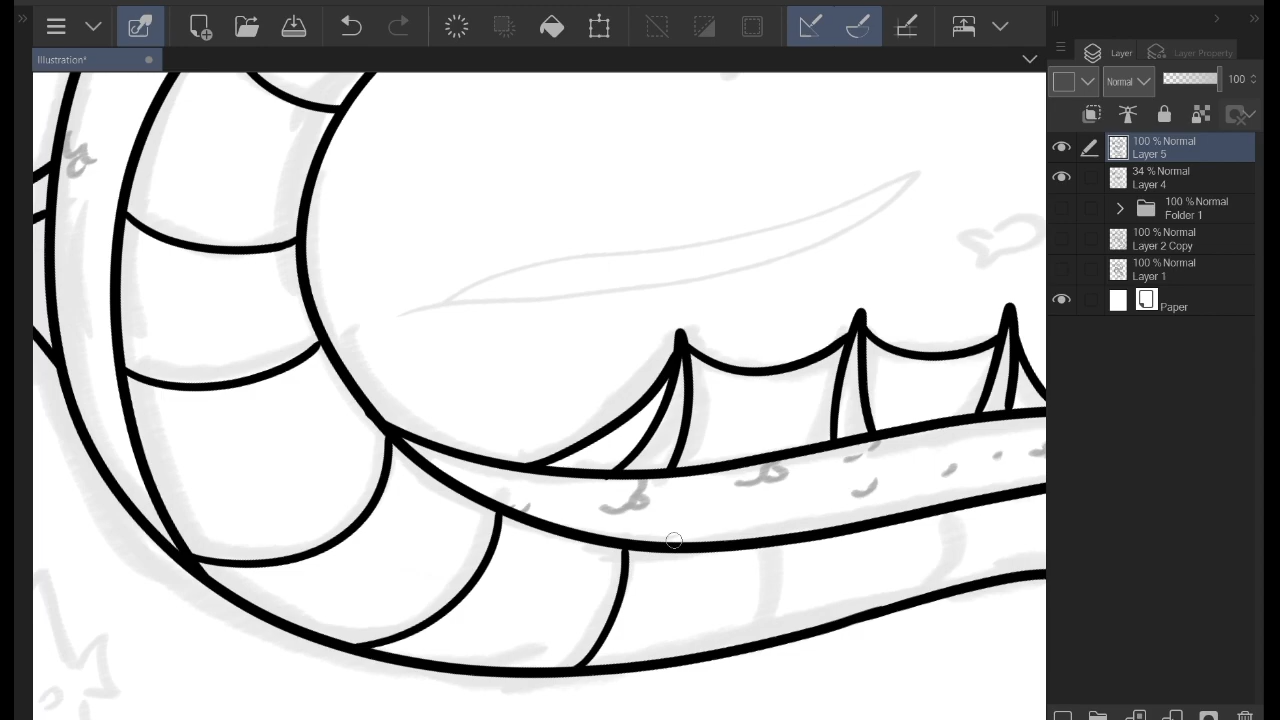 Illustration*
Layer
Layer Property
Normal
100
100 % Normal
Layer 5
34 % Normal
Layer 4
100 % Normal
Folder 1
100 % Normal
Layer 2 Copy
100 % Normal
Layer 1
Paper